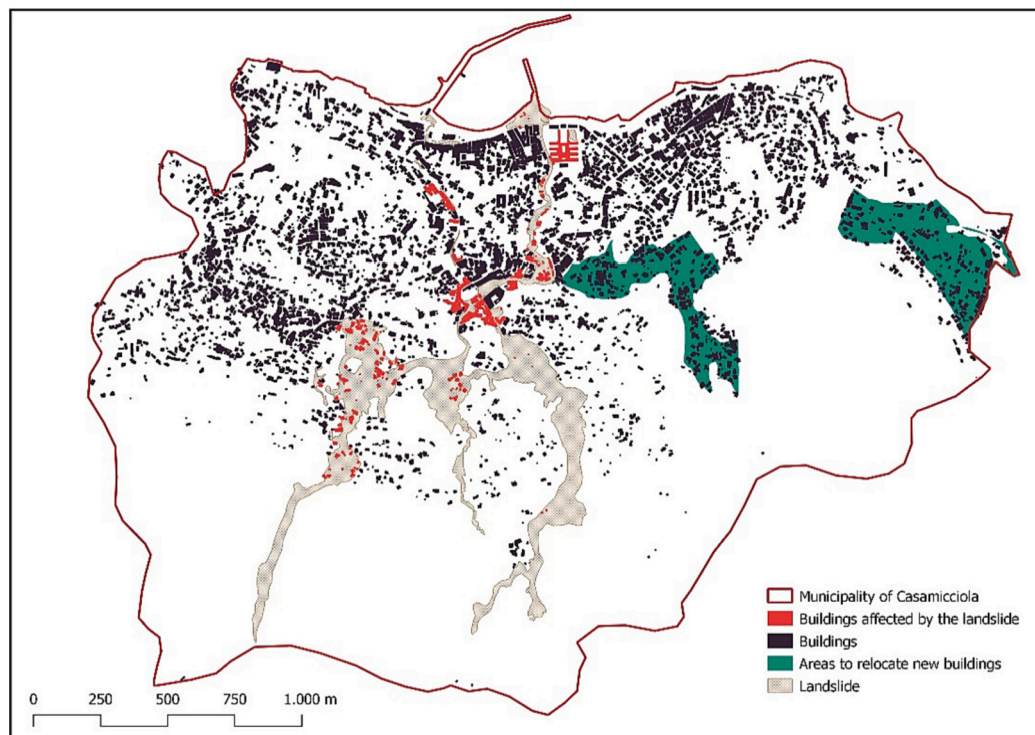 Municipality of Casamicciola
Buildings affected by the landslide
Buildings
Areas to relocate new buildings
Landslide
0 250 500 750 1.000 m